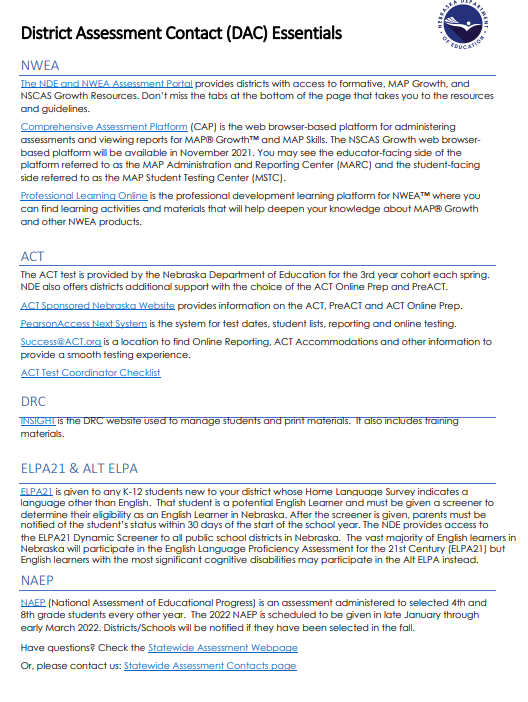 NEBRASKA DEPARTMENT
OF EDUCATION
District Assessment Contact (DAC) Essentials
NWEA
The NDE and NWEA Assessment Portal provides districts with access to formative, MAP Growth, and
NSCAS Growth Resources. Don't miss the tabs at the bottom of the page that takes you to the resources
and guidelines.
Comprehensive Assessment Platform (CAP) is the web browser-based platform for administering
assessments and viewing reports for MAP® Growth™ and MAP Skills. The NSCAS Growth web browser-
based platform will be available in November 2021. You may see the educator-facing side of the
platform referred to as the MAP Administration and Reporting Center (MARC) and the student-facing
side referred to as the MAP Student Testing Center (MSTC).
Professional Learning Online is the professional development learning platform for NWEA™ where you
can find learning activities and materials that will help deepen your knowledge about MAP® Growth
and other NWEA products.
ACT
The ACT test is provided by the Nebraska Department of Education for the 3rd year cohort each spring.
NDE also offers districts additional support with the choice of the ACT Online Prep and PreACT.
ACT Sponsored Nebraska Website provides information on the ACT, PreACT and ACT Online Prep.
PearsonAccess Next System is the system for test dates, student lists, reporting and online testing.
Success@ACT.org is a location to find Online Reporting, ACT Accommodations and other information to
provide a smooth testing experience.
ACT Test Coordinator Checklist
DRC
INSIGHT is the DRC website used to manage students and print materials. It also includes training
materials.
ELPA21 & ALT ELPA
ELPA21 is given to any K-12 students new to your district whose Home Language Survey indicates a
language other than English. That student is a potential English Learner and must be given a screener to
determine their eligibility as an English Learner in Nebraska. After the screener is given, parents must be
notified of the student's status within 30 days of the start of the school year. The NDE provides access to
the ELPA21 Dynamic Screener to all public school districts in Nebraska. The vast majority of English learners in
Nebraska will participate in the English Language Proficiency Assessment for the 21st Century (ELPA21) but
English learners with the most significant cognitive disabilities may participate in the Alt ELPA instead.
NAEP
NAEP (National Assessment of Educational Progress) is an assessment administered to selected 4th and
8th grade students every other year. The 2022 NAEP is scheduled to be given in late January through
early March 2022. Districts/Schools will be notified if they have been selected in the fall.
Have questions? Check the Statewide Assessment Webpage
Or, please contact us: Statewide Assessment Contacts page